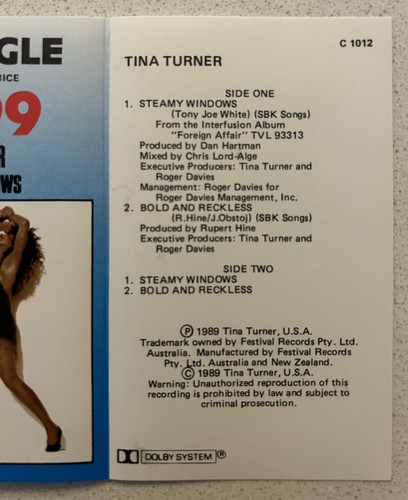 GLE
RICE
99
R
OWS
C 1012
TINA TURNER
SIDE ONE
1. STEAMY WINDOWS
(Tony Joe White) (SBK Songs)
From the Interfusion Album
"Foreign Affair" TVL 93313
Produced by Dan Hartman
Mixed by Chris Lord-Alge
Executive Producers: Tina Turner and
Roger Davies
Management: Roger Davies for
Roger Davies Management, Inc.
2. BOLD AND RECKLESS
(R.Hine/J.Obstoj) (SBK Songs)
Produced by Rupert Hine
Executive Producers: Tina Turner and
Roger Davies
SIDE TWO
1. STEAMY WINDOWS
2. BOLD AND RECKLESS
Ⓟ 1989 Tina Turner, U.S.A.
Trademark owned by Festival Records Pty. Ltd.
Australia. Manufactured by Festival Records
Pty. Ltd. Australia and New Zealand.
© 1989 Tina Turner, U.S.A.
Warning: Unauthorized reproduction of this
recording is prohibited by law and subject to
criminal prosecution.
DOLBY SYSTEM ®